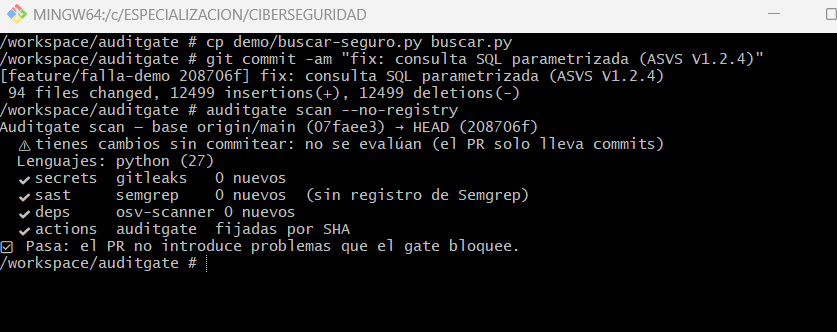 MINGW64:/c/ESPECIALIZACION/CIBERSEGURIDAD
/workspace/auditgate # cp demo/buscar-seguro.py buscar.py
/workspace/auditgate # git commit -am "fix: consulta SQL parametrizada (ASVS V1.2.4)"
[feature/falla-demo 208706f] fix: consulta SQL parametrizada (ASVS V1.2.4)
 94 files changed, 12499 insertions(+), 12499 deletions(-)
/workspace/auditgate # auditgate scan --no-registry
Auditgate scan — base origin/main (07faee3) → HEAD (208706f)
  ⚠ tienes cambios sin commitear: no se evalúan (el PR solo lleva commits)
  Lenguajes: python (27)
  ✔ secrets  gitleaks   0 nuevos
  ✔ sast     semgrep    0 nuevos  (sin registro de Semgrep)
  ✔ deps     osv-scanner 0 nuevos
  ✔ actions  auditgate  fijadas por SHA
☑ Pasa: el PR no introduce problemas que el gate bloquee.
/workspace/auditgate #